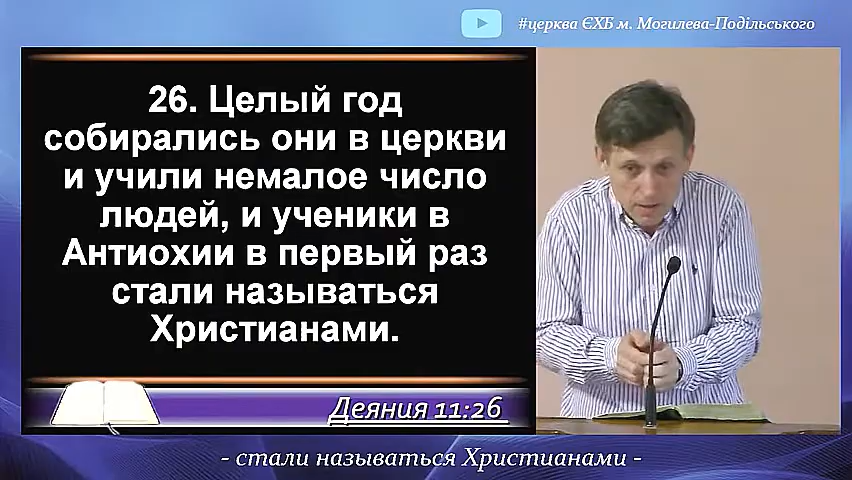 #церква ЄХБ м. Могилева-Подільського
26. Целый год
собирались они в церкви
и учили немалое число
людей, и ученики в
Антиохии в первый раз
стали называться
Христианами.
Деяния 11:26
- стали называться Христианами -